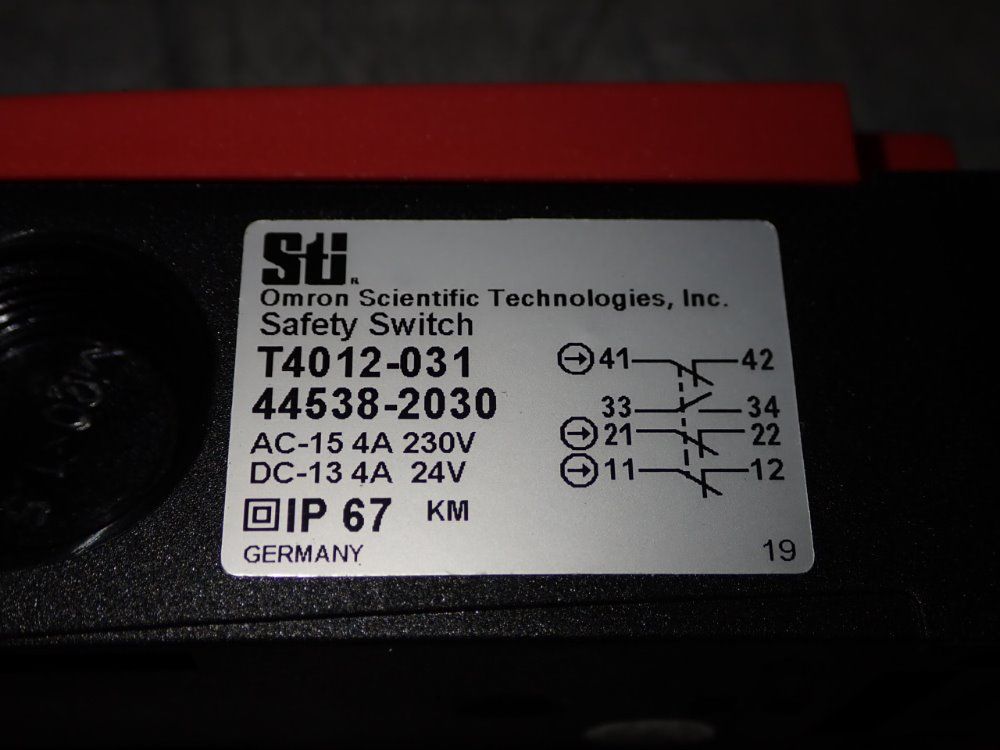 Sti
R
Omron Scientific Technologies, Inc.
Safety Switch
T4012-031
44538-2030
AC-15 4A 230V
DC-13 4A 24V
IP 67 KM
GERMANY
41 42
33 34
21 22
11 12
19